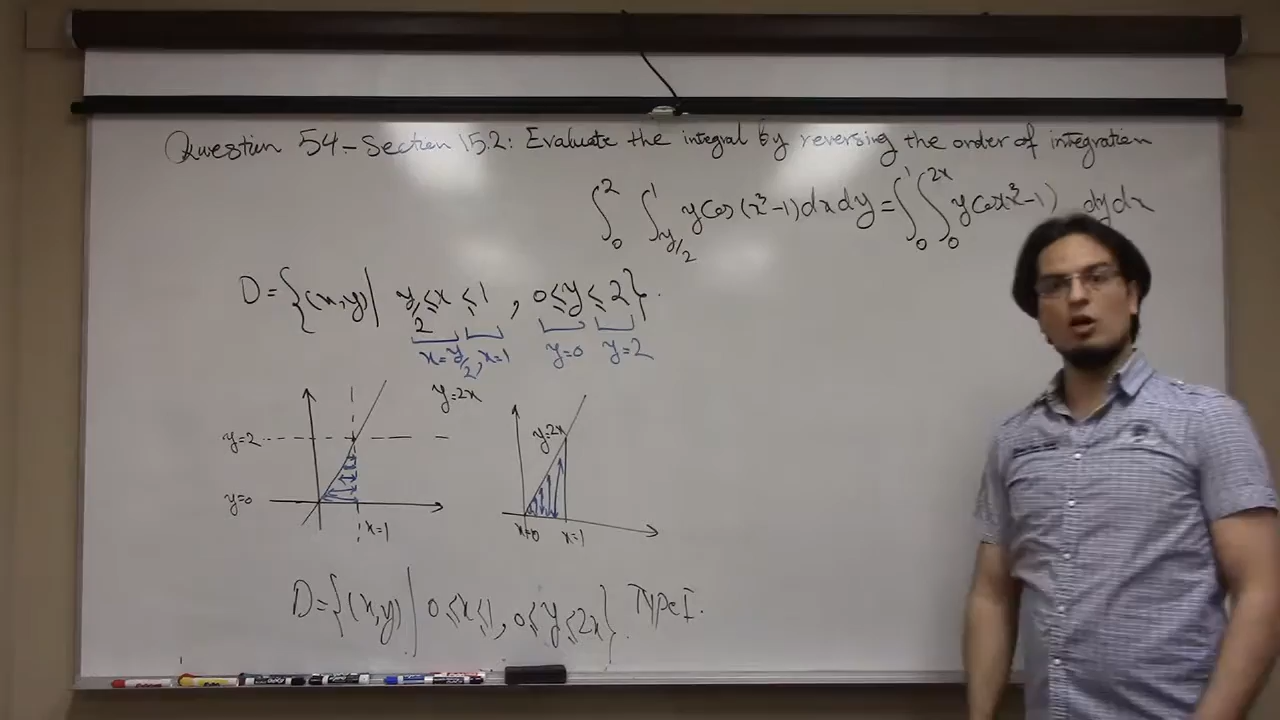 Question 54 - Section 15.2: Evaluate the integral by reversing the order of integration
∫₀² ∫_{y/2}^1 y cos(x³-1) dx dy = ∫₀¹ ∫₀^{2x} y cos(x³-1) dy dx
D = {(x,y) | y/2 ≤ x ≤ 1 , 0 ≤ y ≤ 2}.
x=y/2, x=1 y=0 y=2
y=2x
y=2 y=2x
y=0
x=1 x=0 x=1
D = {(x,y) | 0≤x≤1, 0≤y≤2x}. Type I.